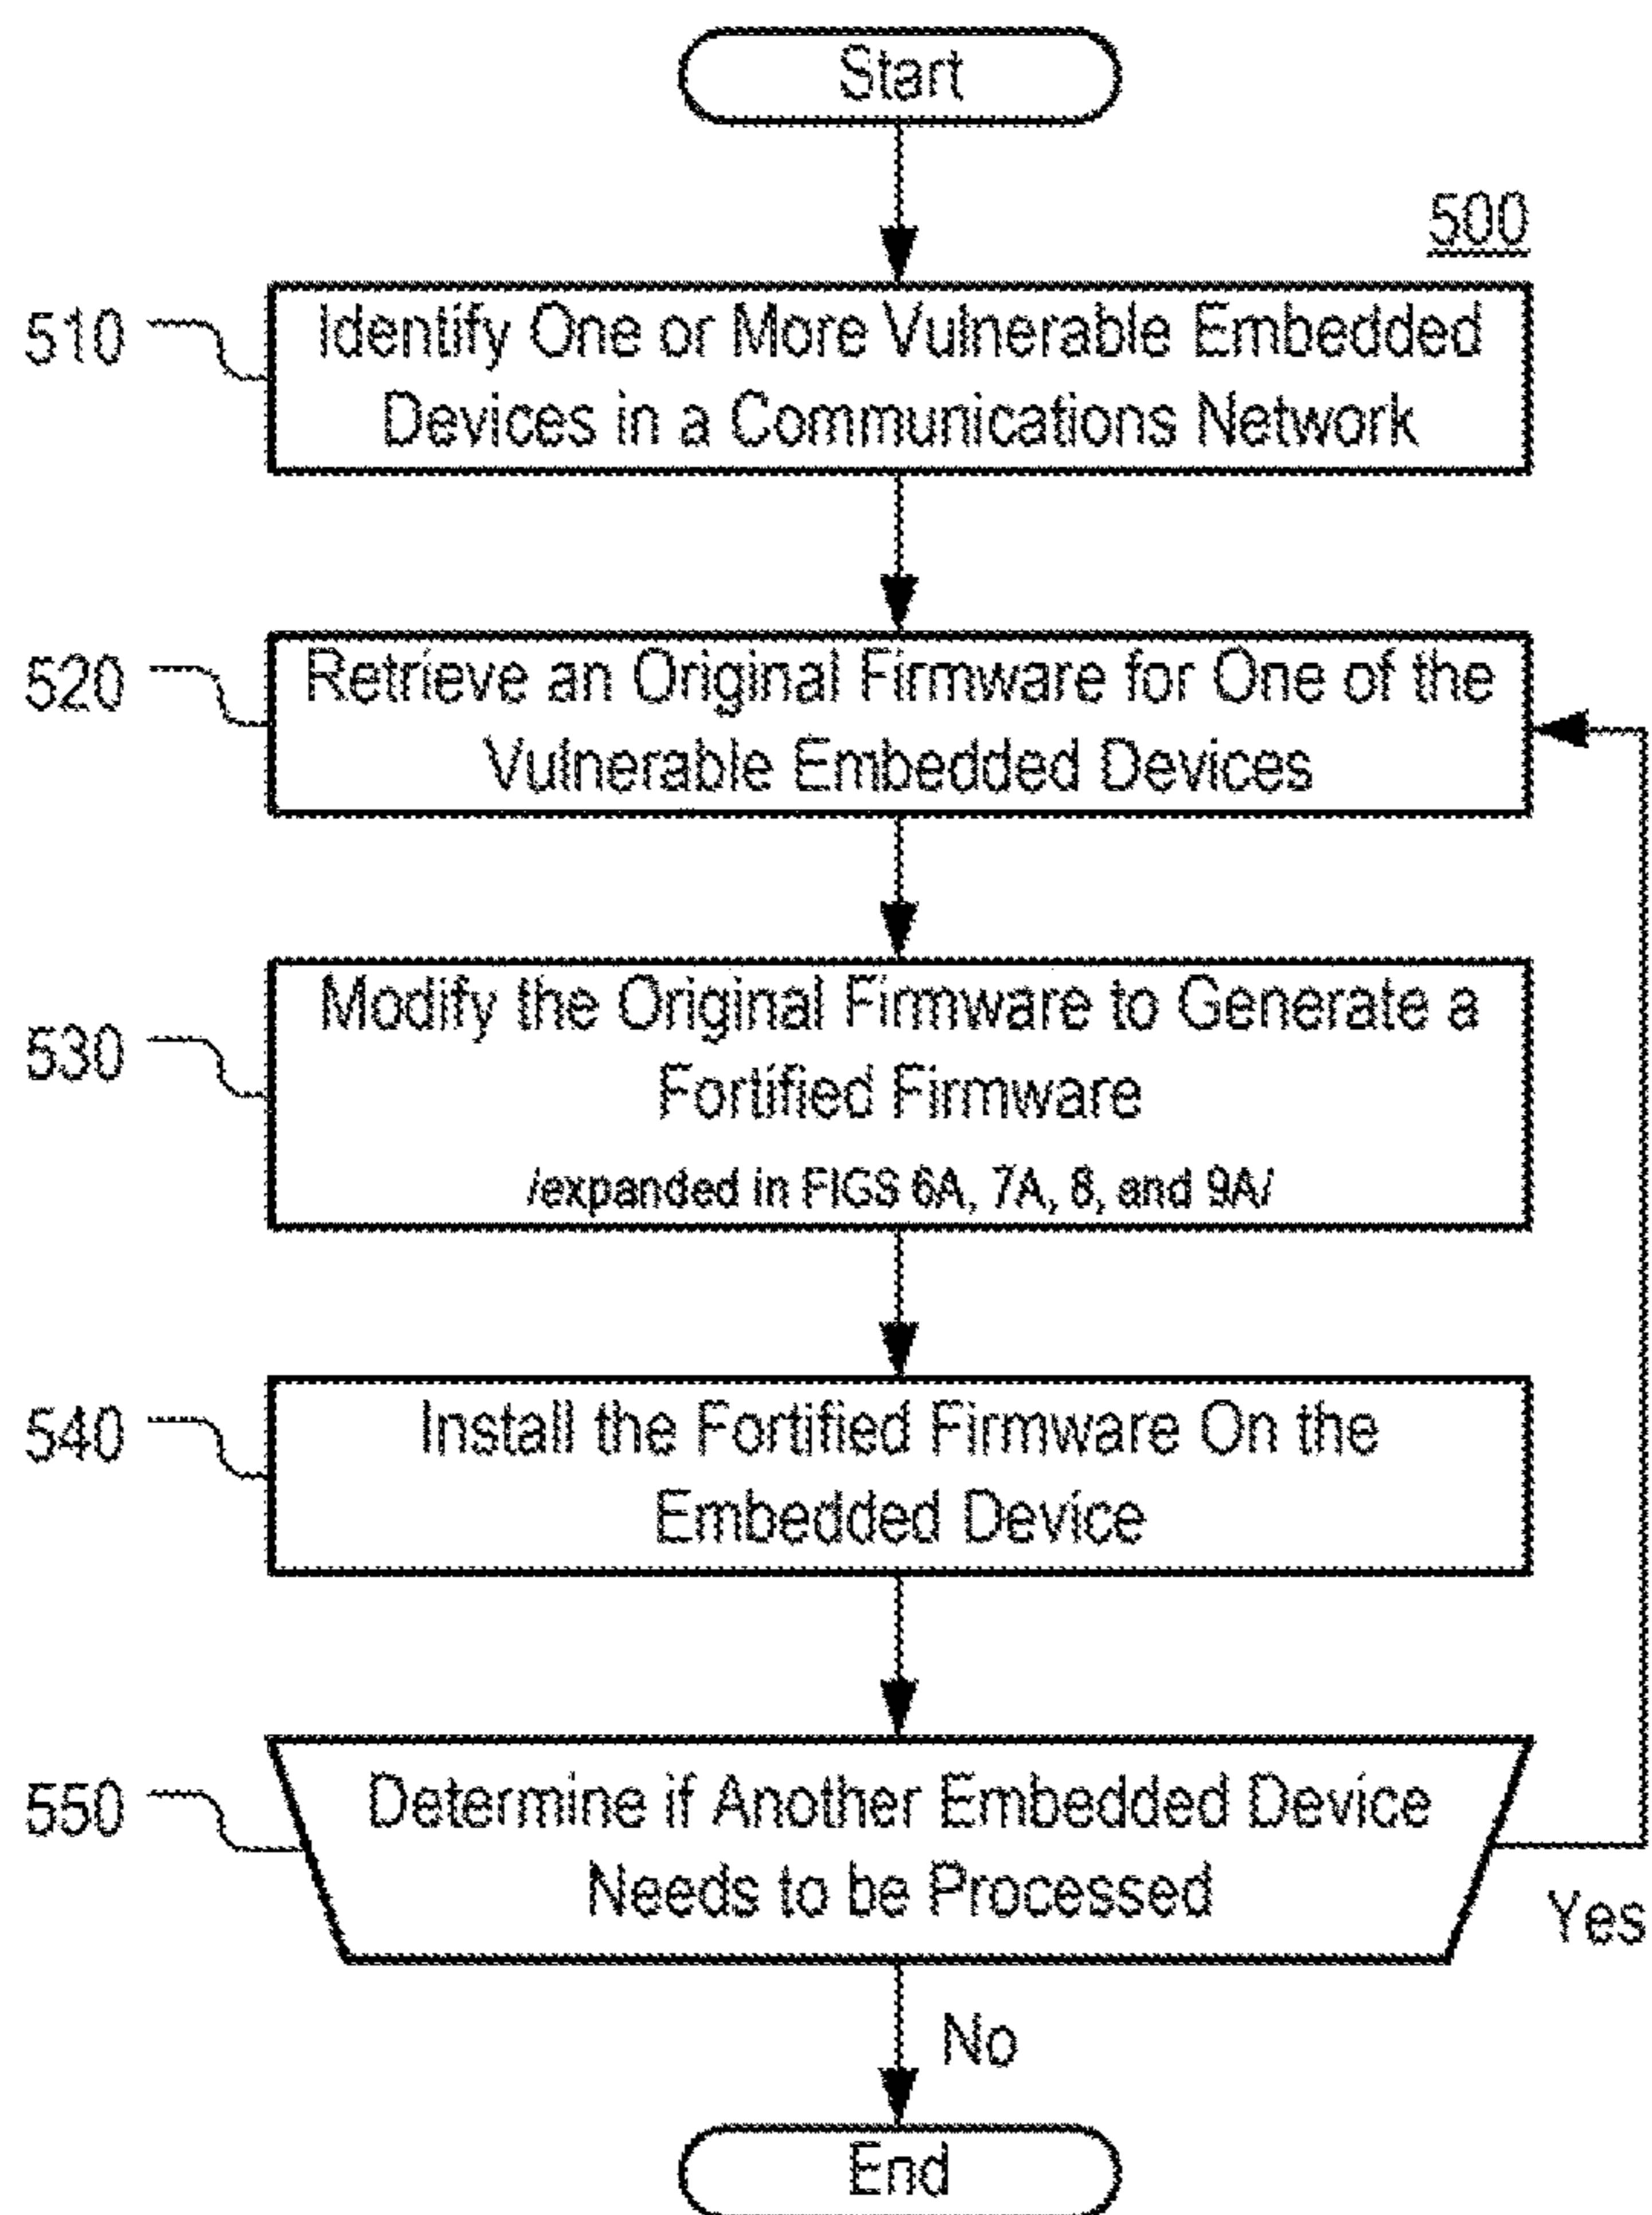 Start
500
510
Identify One or More Vulnerable Embedded
Devices in a Communications Network
520
Retrieve an Original Firmware for One of the
Vulnerable Embedded Devices
530
Modify the Original Firmware to Generate a
Fortified Firmware
/expanded in FIGS 6A, 7A, 8, and 9A/
540
Install the Fortified Firmware On the
Embedded Device
550
Determine if Another Embedded Device
Needs to be Processed
Yes
No
End